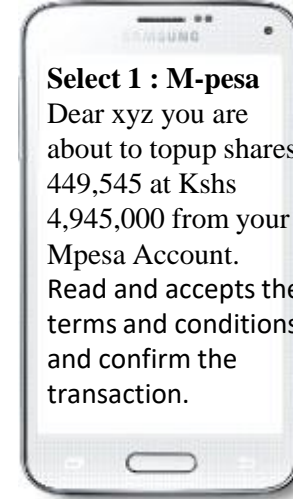 SAMSUNG
Select 1 : M-pesa
Dear xyz you are
about to topup shares
449,545 at Kshs
4,945,000 from your
Mpesa Account.
Read and accepts the
terms and conditions
and confirm the
transaction.